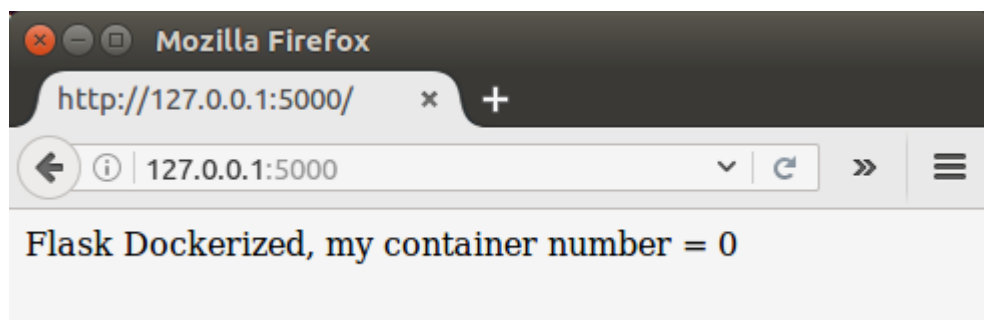 Mozilla Firefox
http://127.0.0.1:5000/
127.0.0.1:5000
Flask Dockerized, my container number = 0